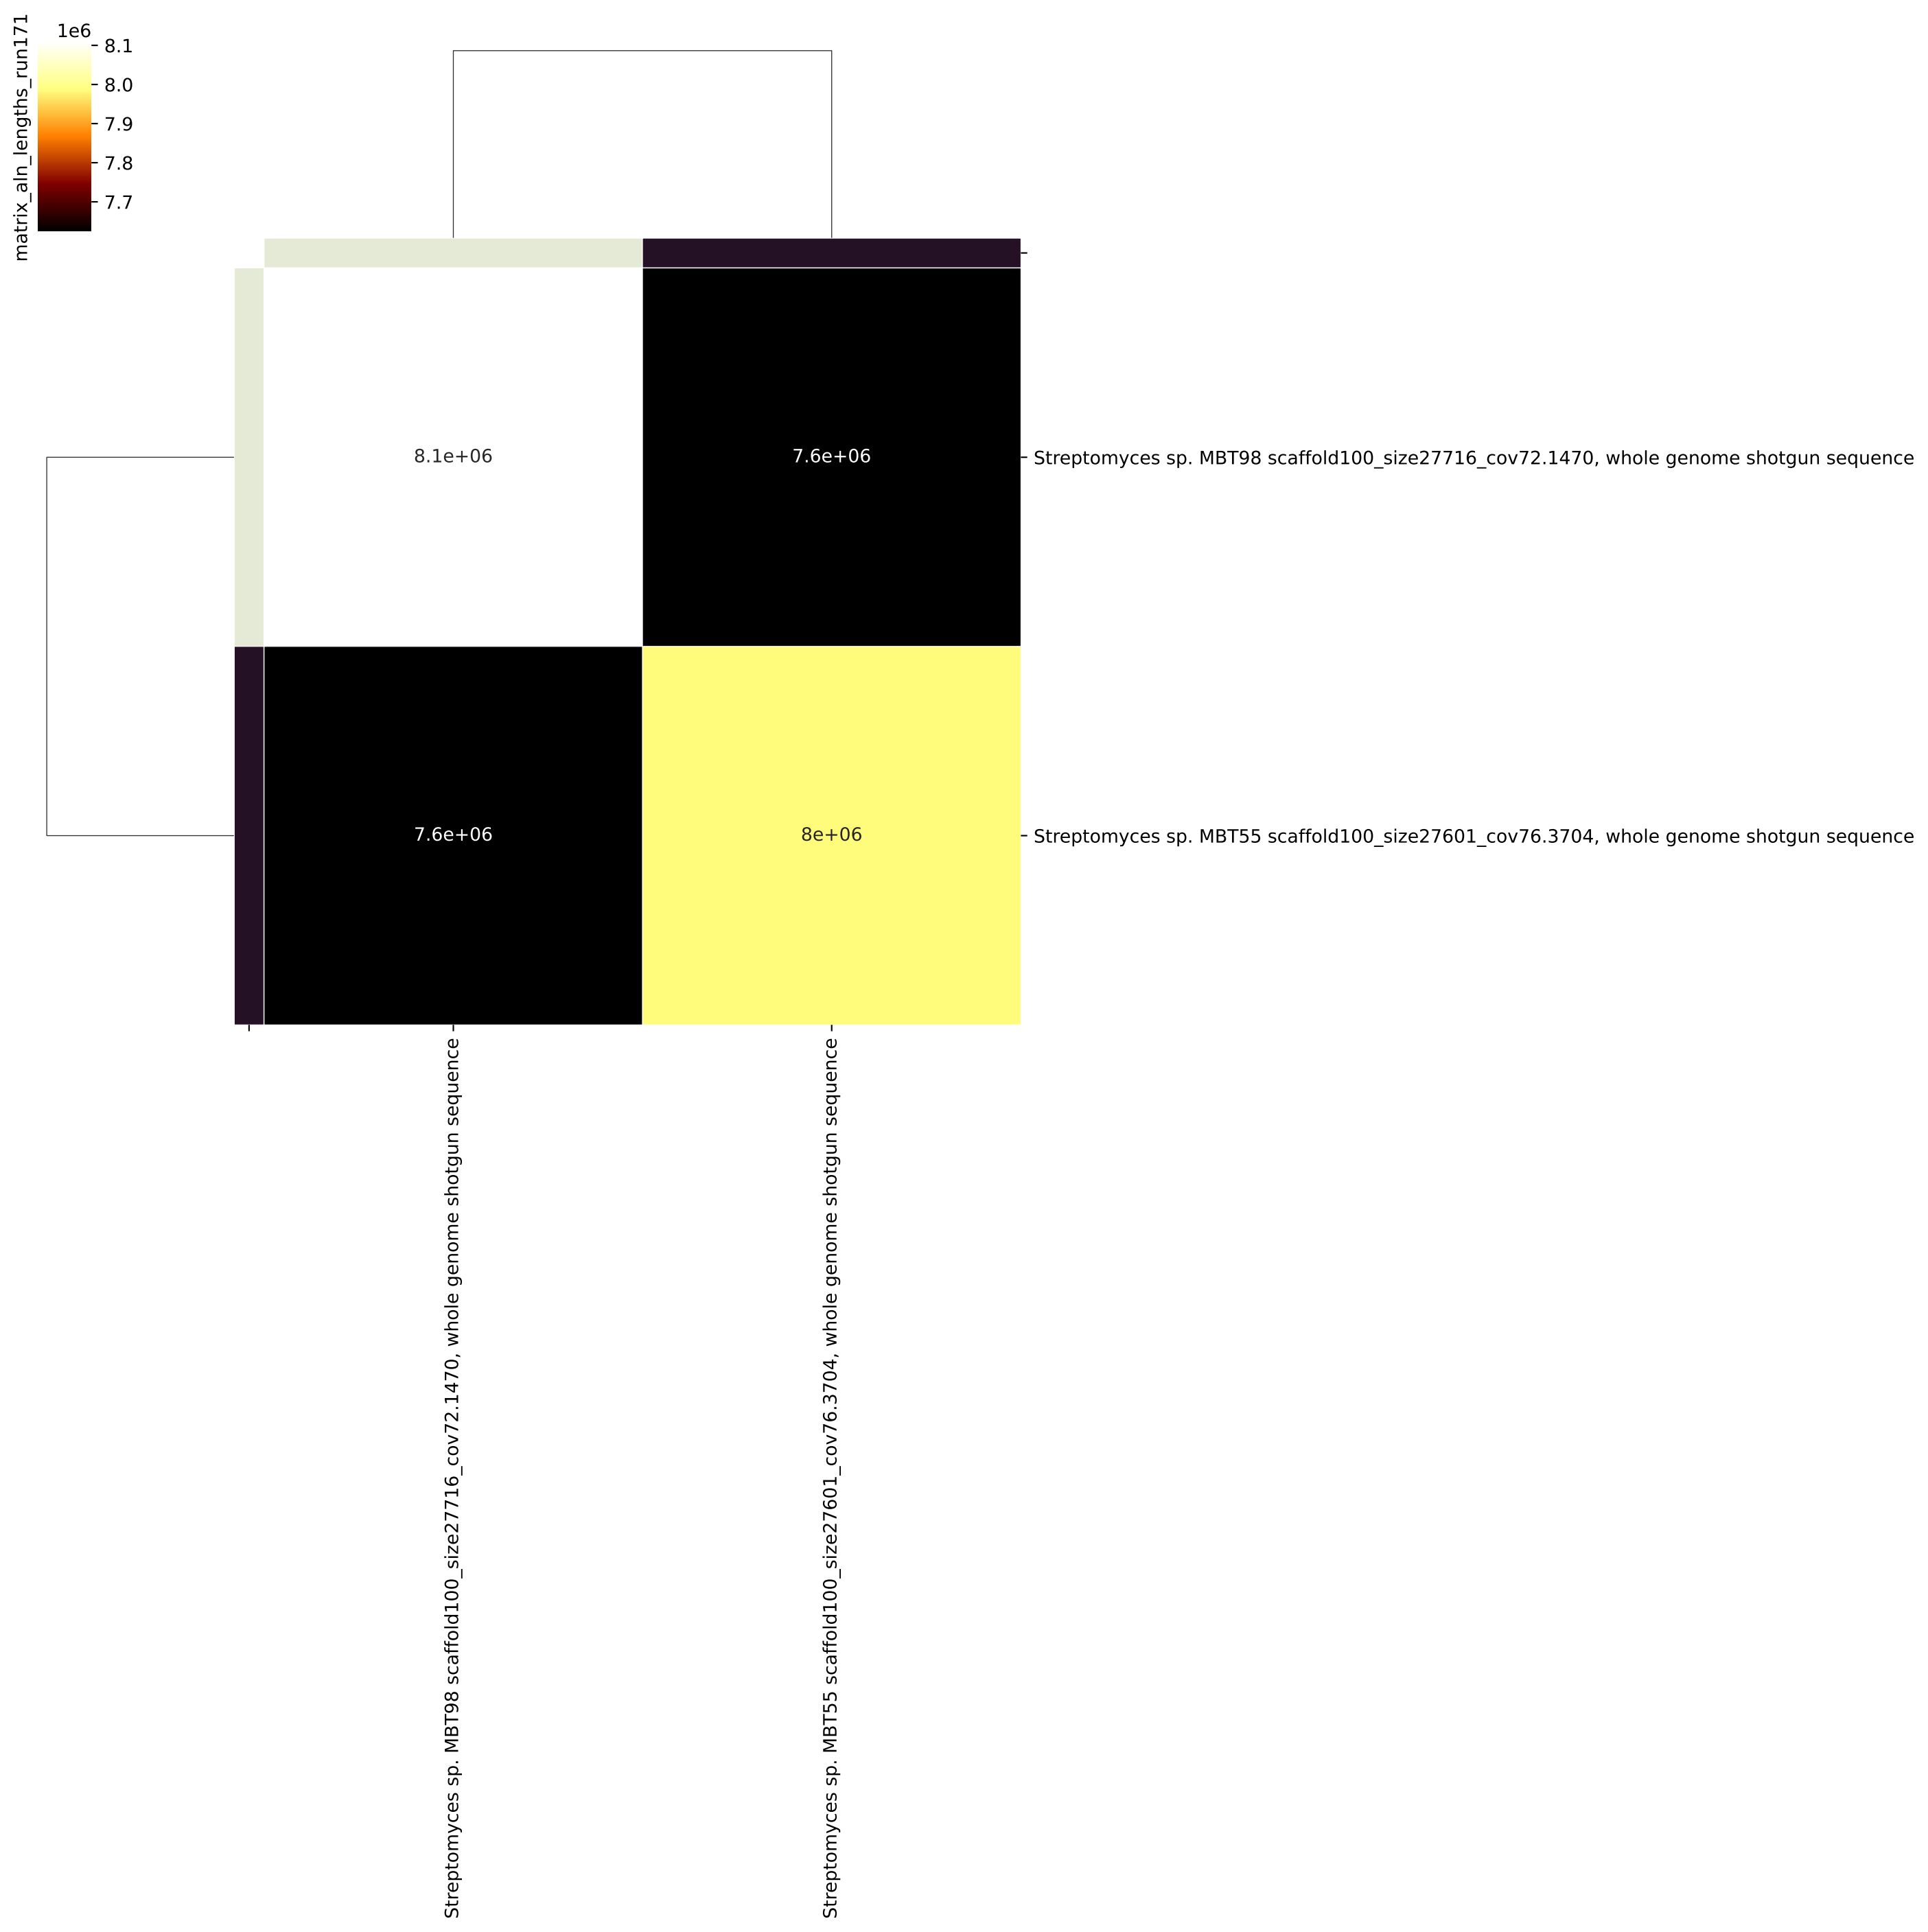 matrix_aln_lengths_run171
1e6
8.1
8.0
7.9
7.8
7.7
8.1e+06
7.6e+06
Streptomyces sp. MBT98 scaffold100_size27716_cov72.1470, whole genome shotgun sequence
7.6e+06
8e+06
Streptomyces sp. MBT55 scaffold100_size27601_cov76.3704, whole genome shotgun sequence
Streptomyces sp. MBT98 scaffold100_size27716_cov72.1470, whole genome shotgun sequence
Streptomyces sp. MBT55 scaffold100_size27601_cov76.3704, whole genome shotgun sequence